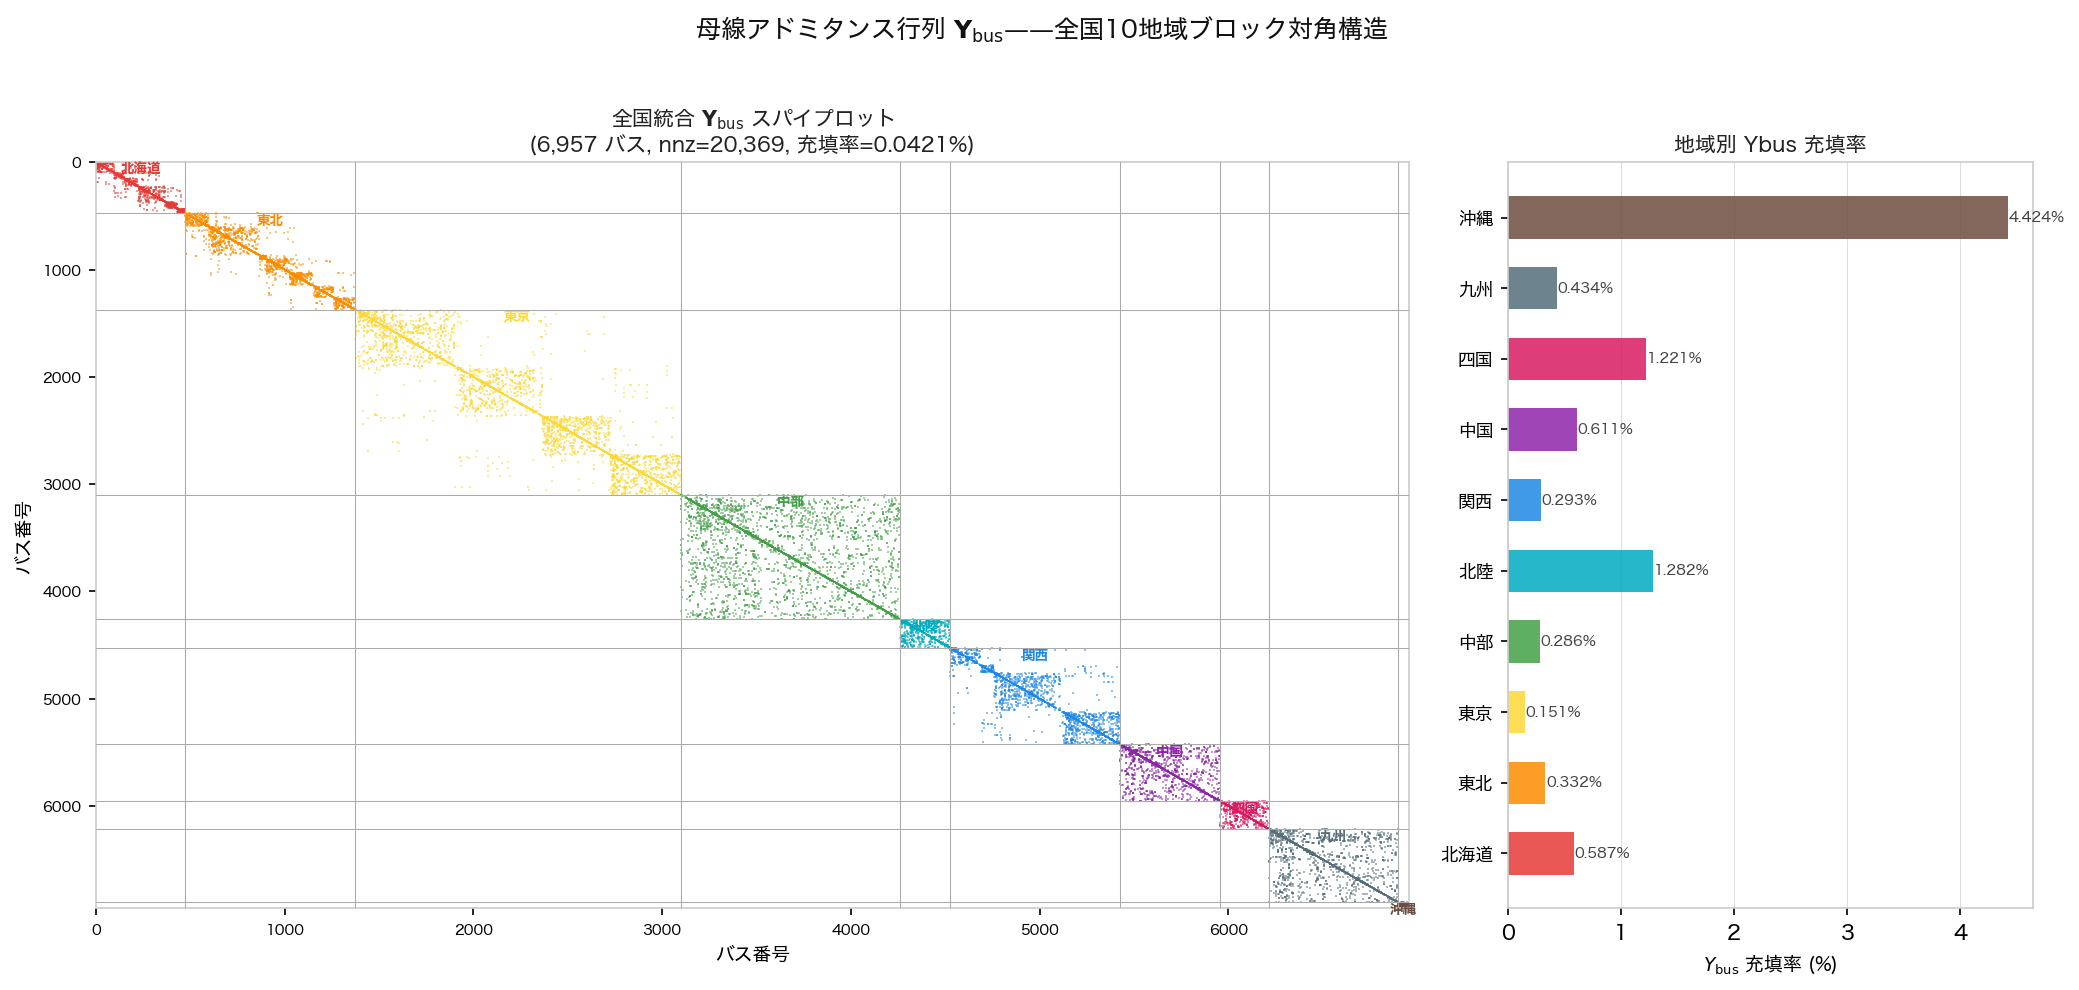 母線アドミタンス行列 Y_bus——全国10地域ブロック対角構造
全国統合 Y_bus スパイプロット
(6,957 バス, nnz=20,369, 充填率=0.0421%)
バス番号
0
1000
2000
3000
4000
5000
6000
北海道
東北
東京
中部
関西
中国
四国
九州
沖縄
0
1000
2000
3000
4000
5000
6000
バス番号
地域別 Ybus 充填率
沖縄 4.424%
九州 0.434%
四国 1.221%
中国 0.611%
関西 0.293%
北陸 1.282%
中部 0.286%
東京 0.151%
東北 0.332%
北海道 0.587%
0 1 2 3 4
Y_bus 充填率 (%)